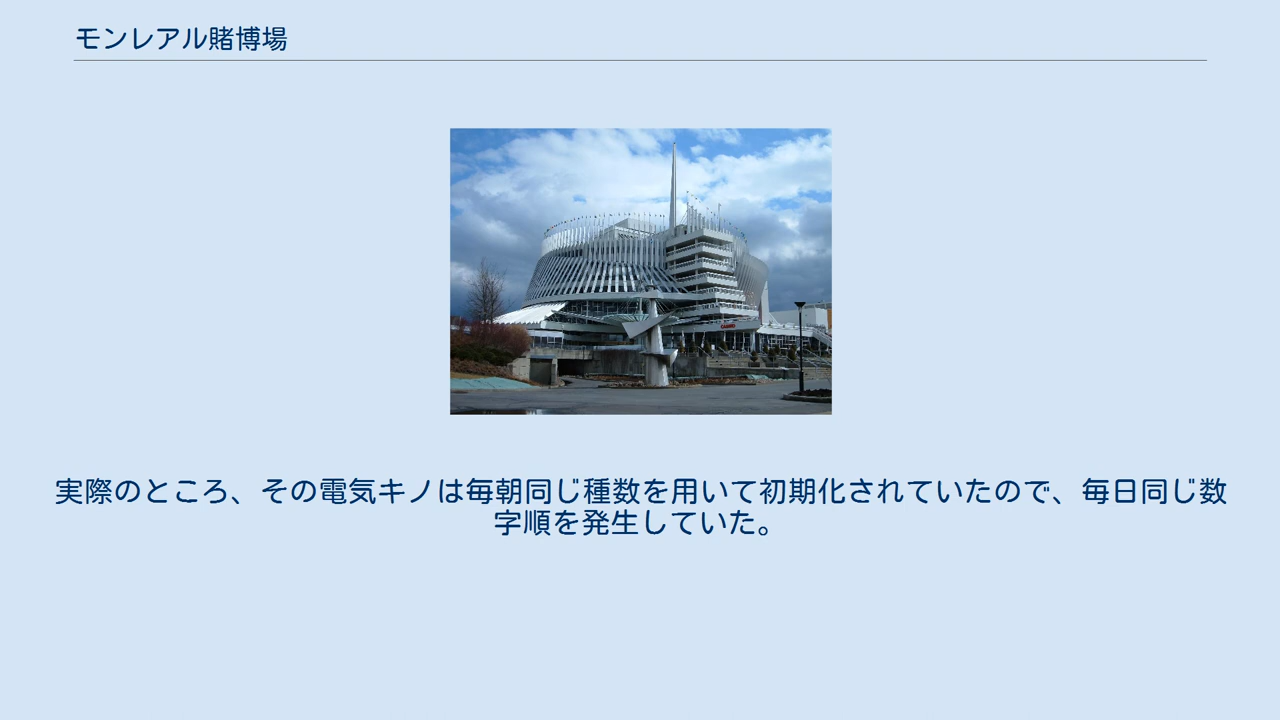 モンレアル賭博場
実際のところ、その電気キノは毎朝同じ種数を用いて初期化されていたので、毎日同じ数
字順を発生していた。